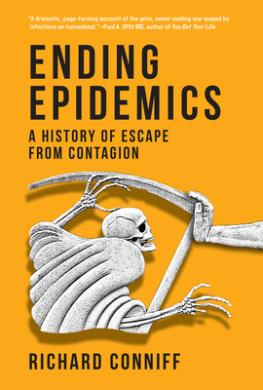 "A dramatic, page-turning account of the grim, never-ending war waged by
infections on humankind." –Paul A. Offit MD, author of You Bet Your Life
ENDING
EPIDEMICS
A HISTORY OF ESCAPE
FROM CONTAGION
RICHARD CONNIFF